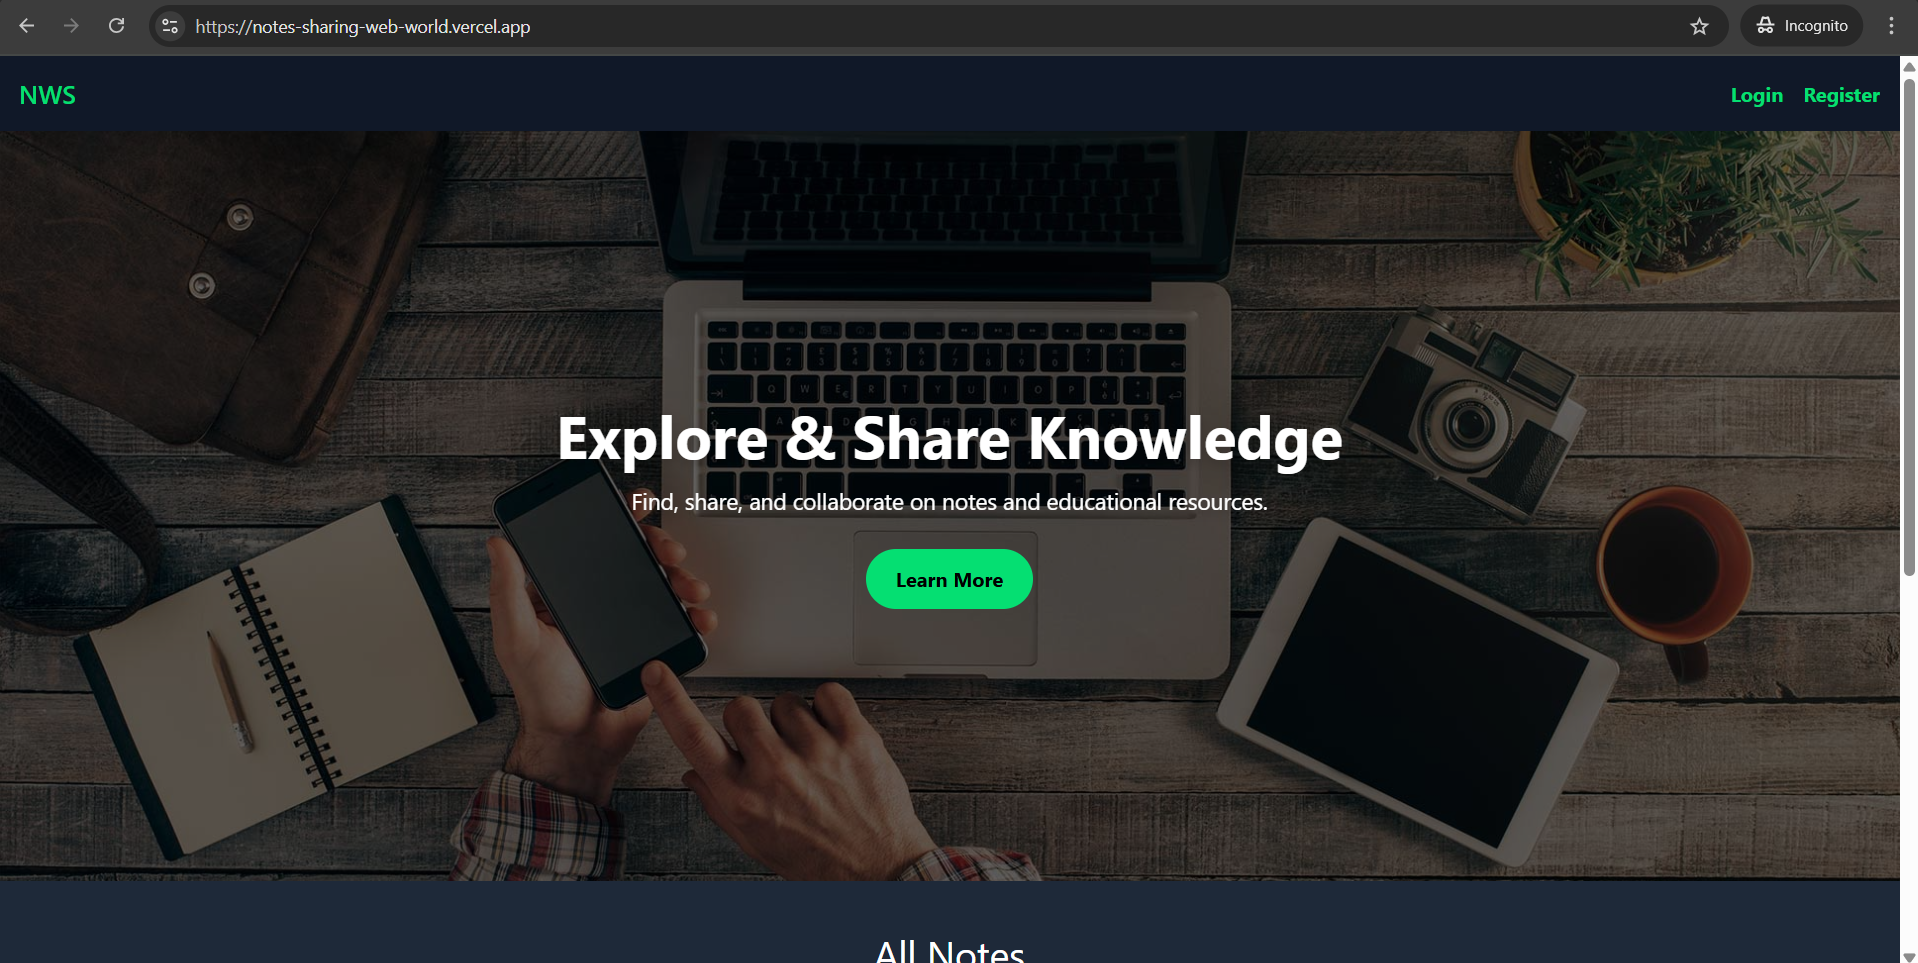 https://notes-sharing-web-world.vercel.app
Incognito
NWS
Login
Register
Explore & Share Knowledge
Find, share, and collaborate on notes and educational resources.
Learn More
All Notes